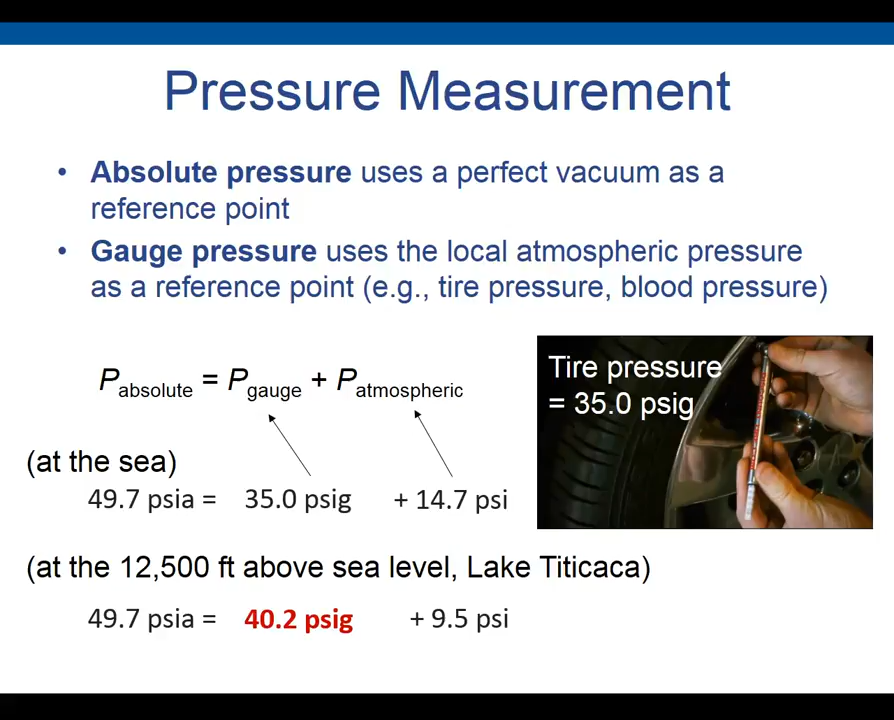 Pressure Measurement
• Absolute pressure uses a perfect vacuum as a
reference point
• Gauge pressure uses the local atmospheric pressure
as a reference point (e.g., tire pressure, blood pressure)
Pabsolute = Pgauge + Patmospheric
Tire pressure
= 35.0 psig
(at the sea)
49.7 psia = 35.0 psig + 14.7 psi
(at the 12,500 ft above sea level, Lake Titicaca)
49.7 psia = 40.2 psig + 9.5 psi